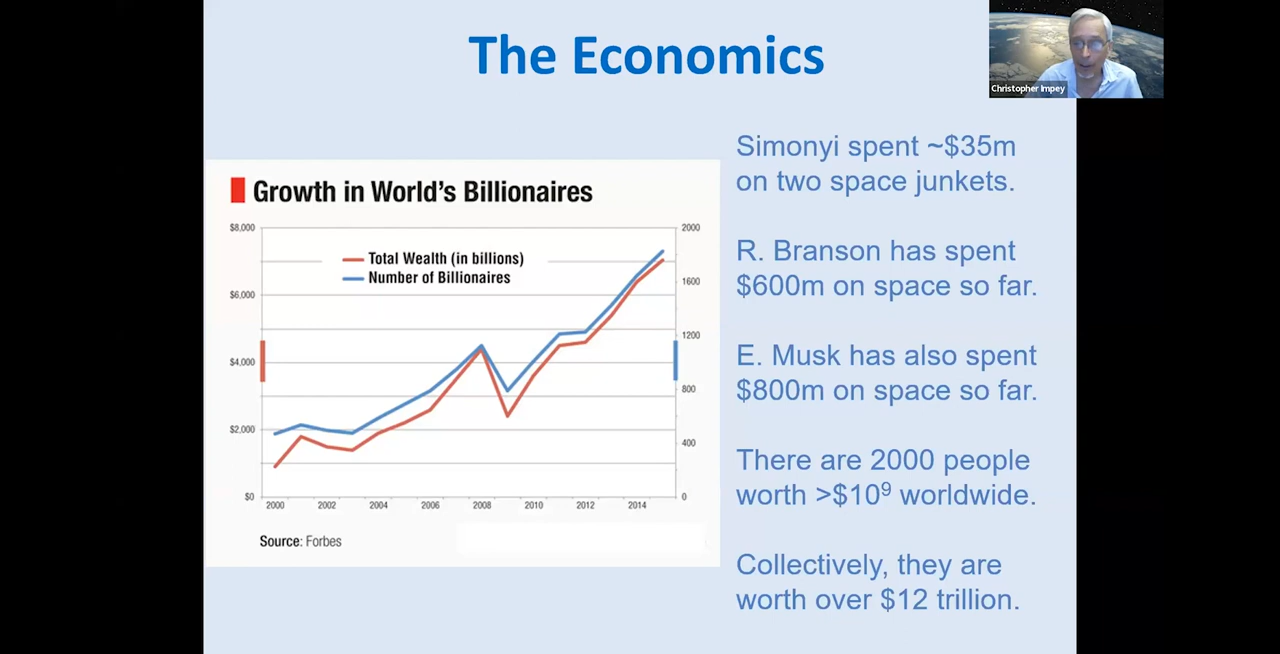 The Economics
Christopher Impey
Growth in World's Billionaires
$8,000
2000
Total Wealth (in billions)
Number of Billionaires
1600
$6,000
1200
$4,000
800
$2,000
400
$0
0
2000 2002 2004 2006 2008 2010 2012 2014
Source: Forbes
Simonyi spent ~$35m
on two space junkets.
R. Branson has spent
$600m on space so far.
E. Musk has also spent
$800m on space so far.
There are 2000 people
worth >$10⁹ worldwide.
Collectively, they are
worth over $12 trillion.